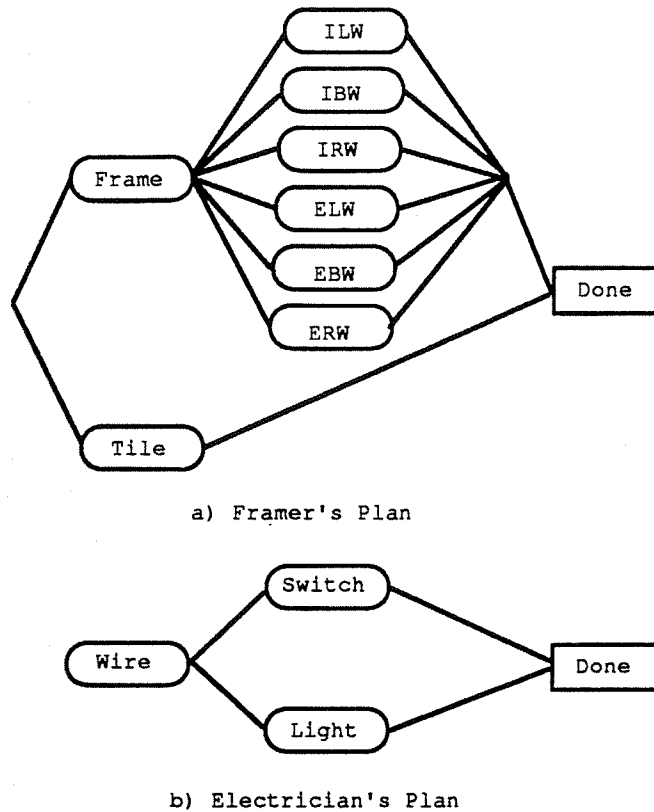 ILW
IBW
IRW
Frame
ELW
EBW
Done
ERW
Tile
a) Framer's Plan
Switch
Wire
Done
Light
b) Electrician's Plan